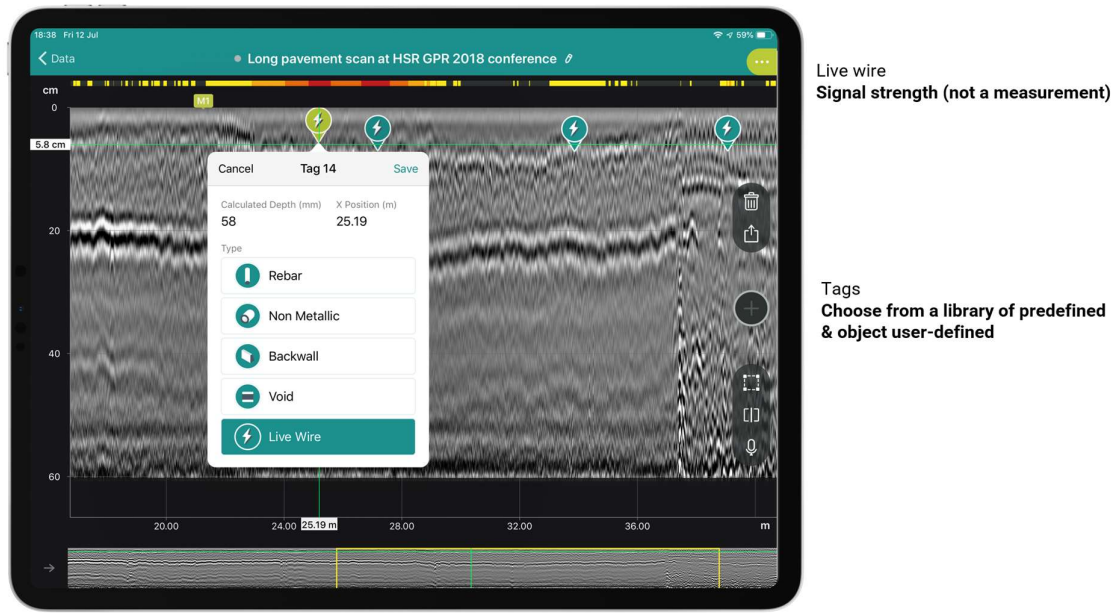 18:38 Fri 12 Jul
59%
Data
Long pavement scan at HSR GPR 2018 conference
cm
M1
0
5.8 cm
Cancel
Tag 14
Save
Calculated Depth (mm)
X Position (m)
58
25.19
20
Type
Rebar
Non Metallic
40
Backwall
Void
Live Wire
60
20.00
24.00
25.19 m
28.00
32.00
36.00
m
Live wire
Signal strength (not a measurement)
Tags
Choose from a library of predefined
& object user-defined